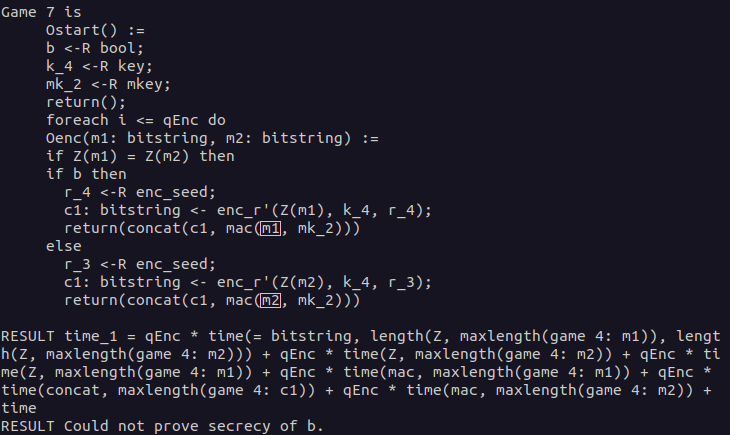 Game 7 is
Ostart() :=
b <-R bool;
k_4 <-R key;
mk_2 <-R mkey;
return();
foreach i <= qEnc do
Oenc(m1: bitstring, m2: bitstring) :=
if Z(m1) = Z(m2) then
if b then
r_4 <-R enc_seed;
c1: bitstring <- enc_r'(Z(m1), k_4, r_4);
return(concat(c1, mac(m1, mk_2)))
else
r_3 <-R enc_seed;
c1: bitstring <- enc_r'(Z(m2), k_4, r_3);
return(concat(c1, mac(m2, mk_2)))
RESULT time_1 = qEnc * time(= bitstring, length(Z, maxlength(game 4: m1)), lengt
h(Z, maxlength(game 4: m2))) + qEnc * time(Z, maxlength(game 4: m2)) + qEnc * ti
me(Z, maxlength(game 4: m1)) + qEnc * time(mac, maxlength(game 4: m1)) + qEnc *
time(concat, maxlength(game 4: c1)) + qEnc * time(mac, maxlength(game 4: m2)) +
time
RESULT Could not prove secrecy of b.